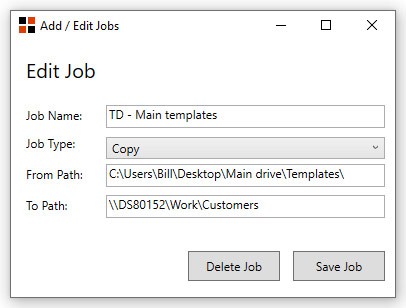 Add / Edit Jobs
Edit Job
Job Name: TD - Main templates
Job Type: Copy
From Path: C:\Users\Bill\Desktop\Main drive\Templates\
To Path: \\DS80152\Work\Customers
Delete Job Save Job